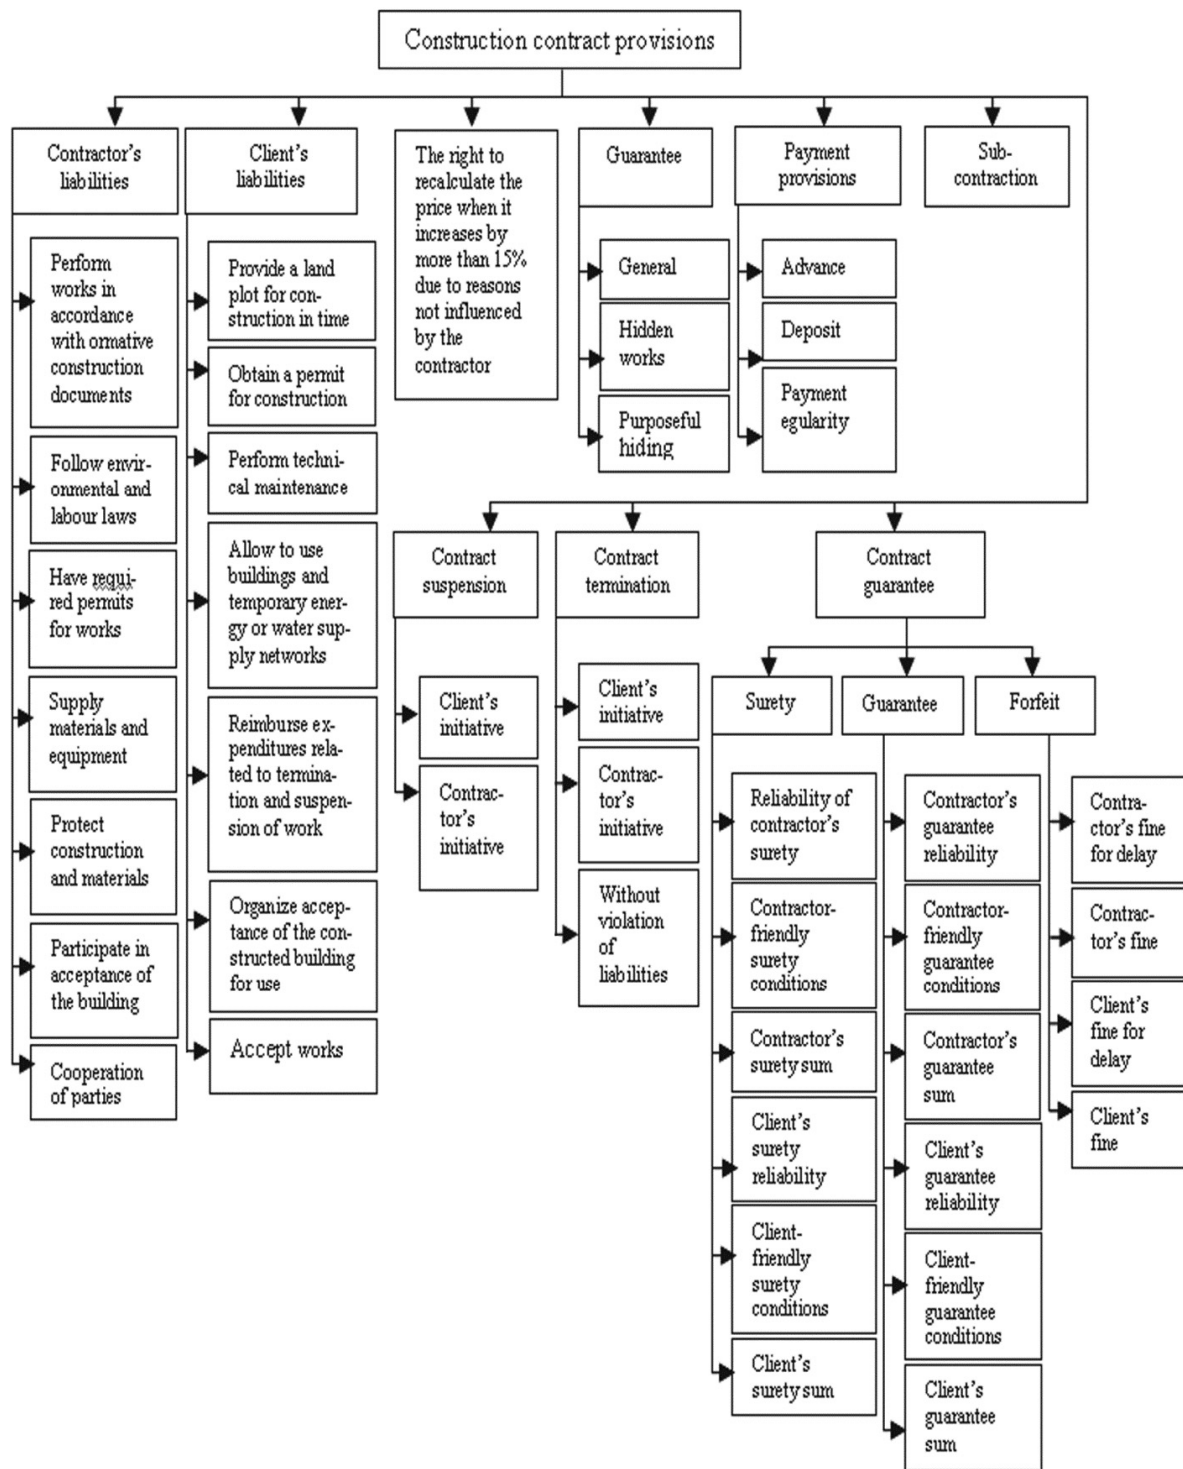 Construction contract provisions
Contractor's
liabilities
Client's
liabilities
The right to
recalculate the
price when it
increases by
more than 15%
due to reasons
not influenced
by the
contractor
Guarantee
Payment
provisions
Sub-
contraction
Perform
works in
accordance
with ormative
construction
documents
Follow envir-
onmental and
labour laws
Have requi-
red permits
for works
Supply
materials and
equipment
Protect
construction
and materials
Participate in
acceptance of
the building
Cooperation
of parties
Provide a land
plot for con-
struction in time
Obtain a permit
for construction
Perform techni-
cal maintenance
Allow to use
buildings and
temporary ener-
gy or water sup-
ply networks
Reimburse ex-
penditures rela-
ted to termina-
tion and suspen-
sion of work
Organize accep-
tance of the con-
structed building
for use
Accept works
General
Hidden
works
Purposeful
hiding
Advance
Deposit
Payment
egularity
Contract
suspension
Contract
termination
Contract
guarantee
Client's
initiative
Contrac-
tor's
initiative
Client's
initiative
Contrac-
tor's
initiative
Without
violation
of
liabilities
Surety
Guarantee
Forfeit
Reliability of
contractor's
surety
Contractor-
friendly
surety
conditions
Contractor's
surety sum
Client's
surety
reliability
Client-
friendly
surety
conditions
Client's
surety sum
Contractor's
guarantee
reliability
Contractor-
friendly
guarantee
conditions
Contractor's
guarantee
sum
Client's
guarantee
reliability
Client-
friendly
guarantee
conditions
Client's
guarantee
sum
Contra-
ctor's fine
for delay
Contrac-
tor's fine
Client's
fine for
delay
Client's
fine